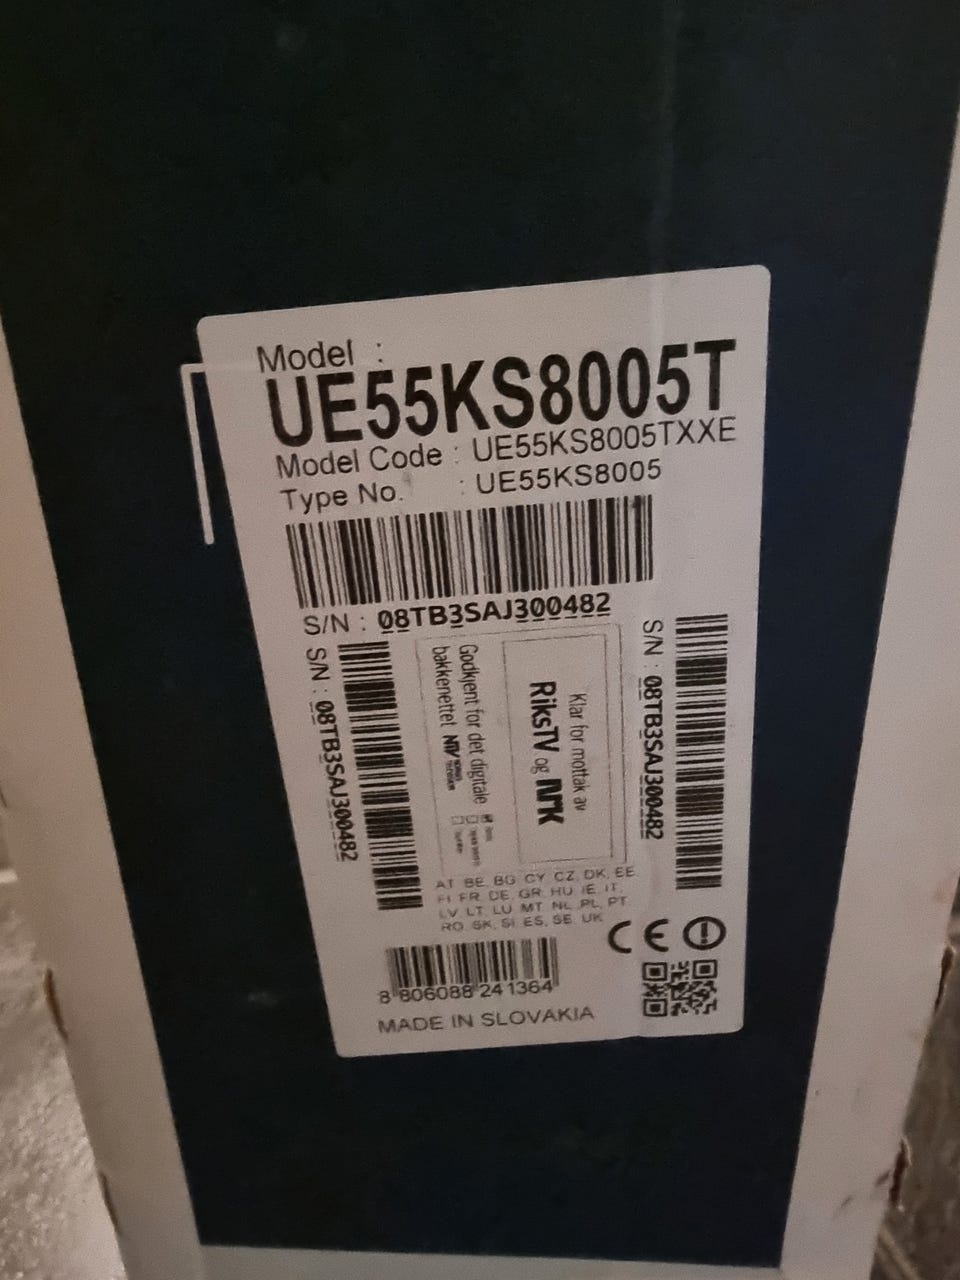 Model :
UE55KS8005T
Model Code : UE55KS8005TXXE
Type No. : UE55KS8005
S/N : 08TB3SAJ300482
S/N : 08TB3SAJ300482
Godkjent for det digitale
bakkenettet NTV
Klar for mottak av
RiksTV og NRK
S/N : 08TB3SAJ300482
AT, BE, BG, CY, CZ, DK, EE,
FI, FR, DE, GR, HU, IE, IT,
LV, LT, LU, MT, NL, PL, PT,
RO, SK, SI, ES, SE, UK
CE
8 806088 241364
MADE IN SLOVAKIA